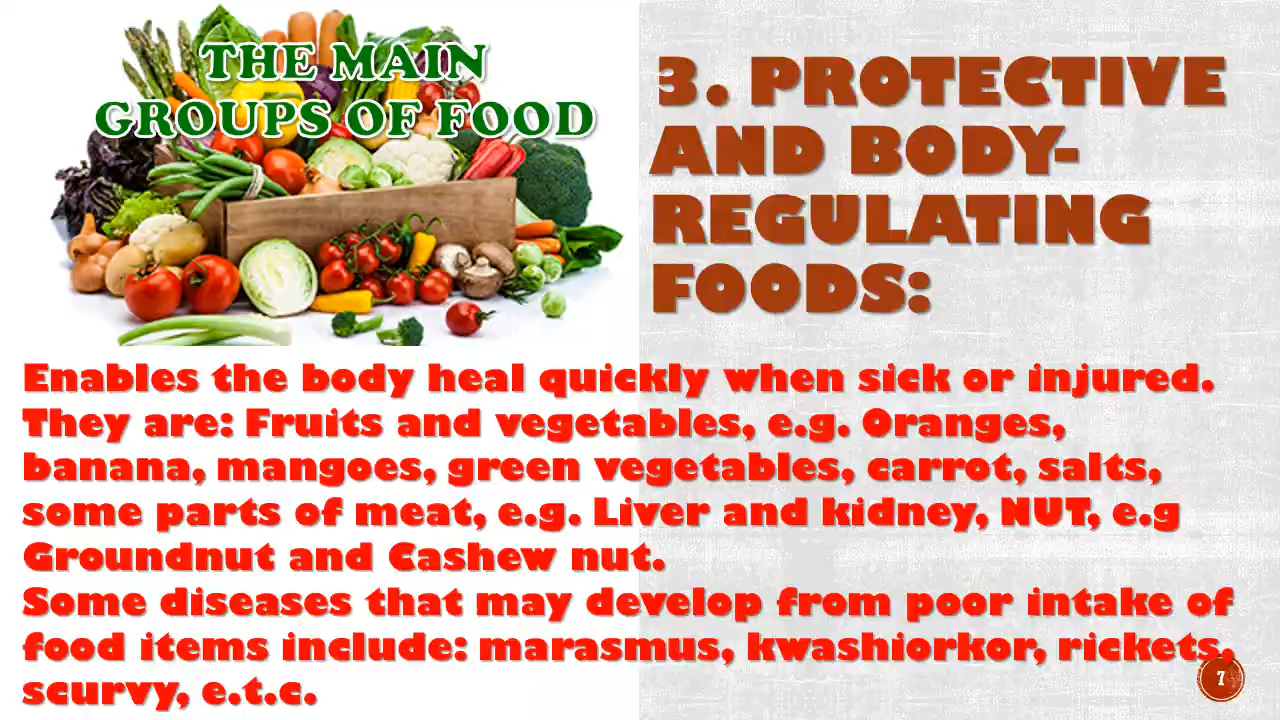 THE MAIN
GROUPS OF FOOD
3. PROTECTIVE
AND BODY-
REGULATING
FOODS:
Enables the body heal quickly when sick or injured.
They are: Fruits and vegetables, e.g. Oranges,
banana, mangoes, green vegetables, carrot, salts,
some parts of meat, e.g. Liver and kidney, NUT, e.g
Groundnut and Cashew nut.
Some diseases that may develop from poor intake of
food items include: marasmus, kwashiorkor, rickets,
scurvy, e.t.c.
7